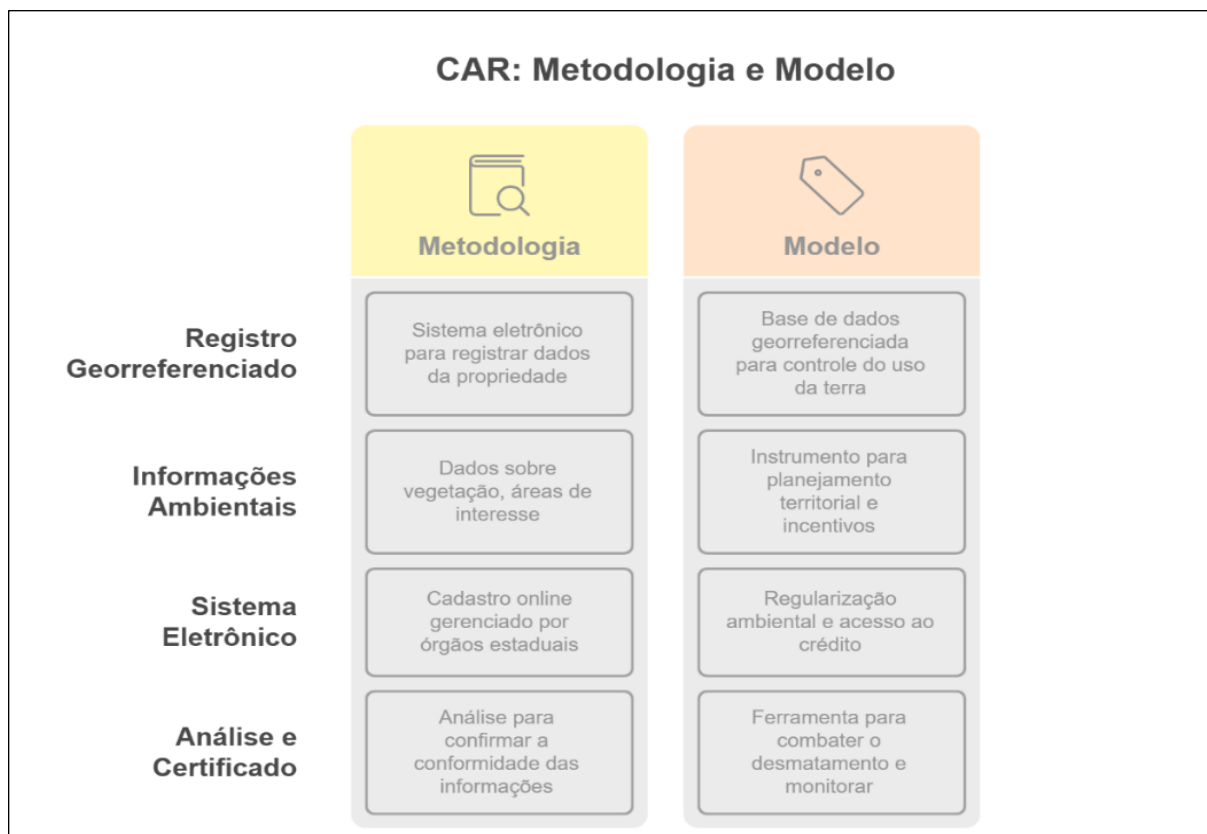 CAR: Metodologia e Modelo
Metodologia
Modelo
Registro
Georreferenciado
Sistema eletrônico
para registrar dados
da propriedade
Base de dados
georreferenciada
para controle do uso
da terra
Informações
Ambientais
Dados sobre
vegetação, áreas de
interesse
Instrumento para
planejamento
territorial e
incentivos
Sistema
Eletrônico
Cadastro online
gerenciado por
órgãos estaduais
Regularização
ambiental e acesso ao
crédito
Análise e
Certificado
Análise para
confirmar a
conformidade das
informações
Ferramenta para
combater o
desmatamento e
monitorar